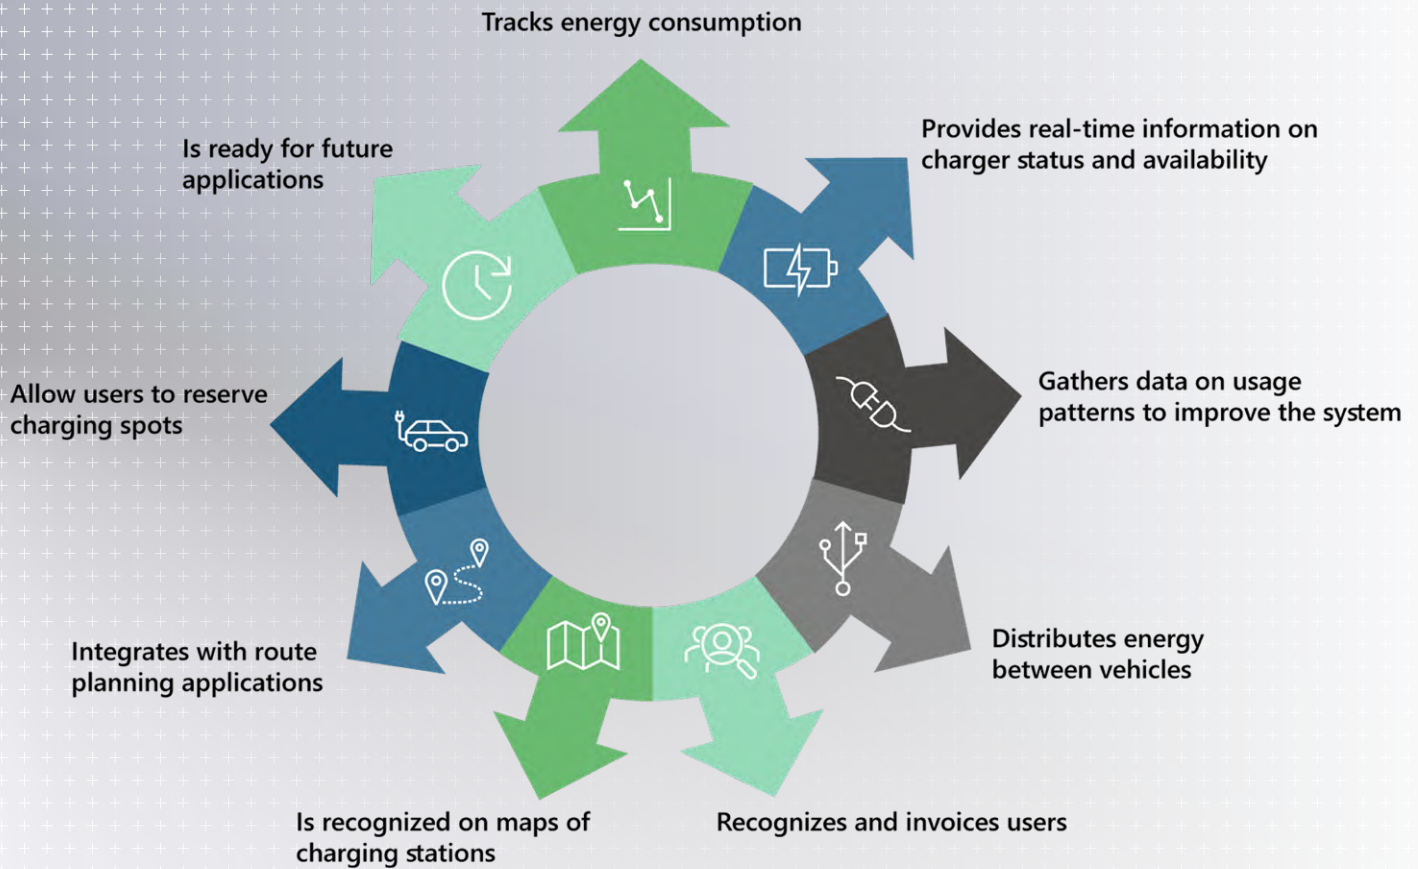 Tracks energy consumption
Provides real-time information on
charger status and availability
Gathers data on usage
patterns to improve the system
Distributes energy
between vehicles
Recognizes and invoices users
Is recognized on maps of
charging stations
Integrates with route
planning applications
Allow users to reserve
charging spots
Is ready for future
applications